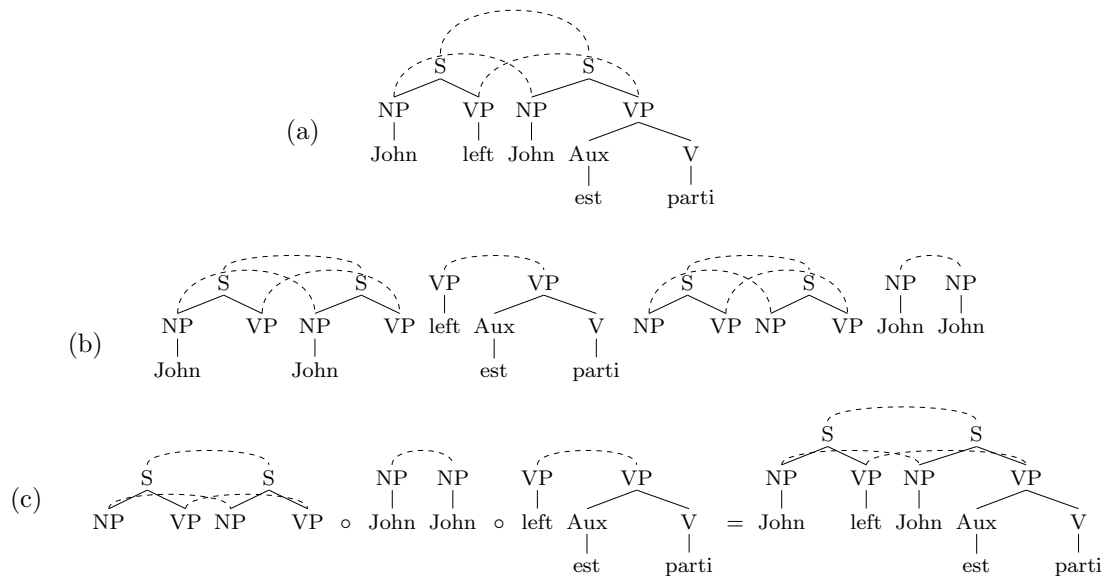 S S
NP VP NP VP
(a)
John left John Aux V
est parti
S S VP VP S S NP NP
NP VP NP VP left Aux V NP VP NP VP John John
(b)
John John est parti
S S
S S NP NP VP VP NP VP NP VP
(c)
NP VP NP VP ∘ John John ∘ left Aux V = John left John Aux V
est parti est parti